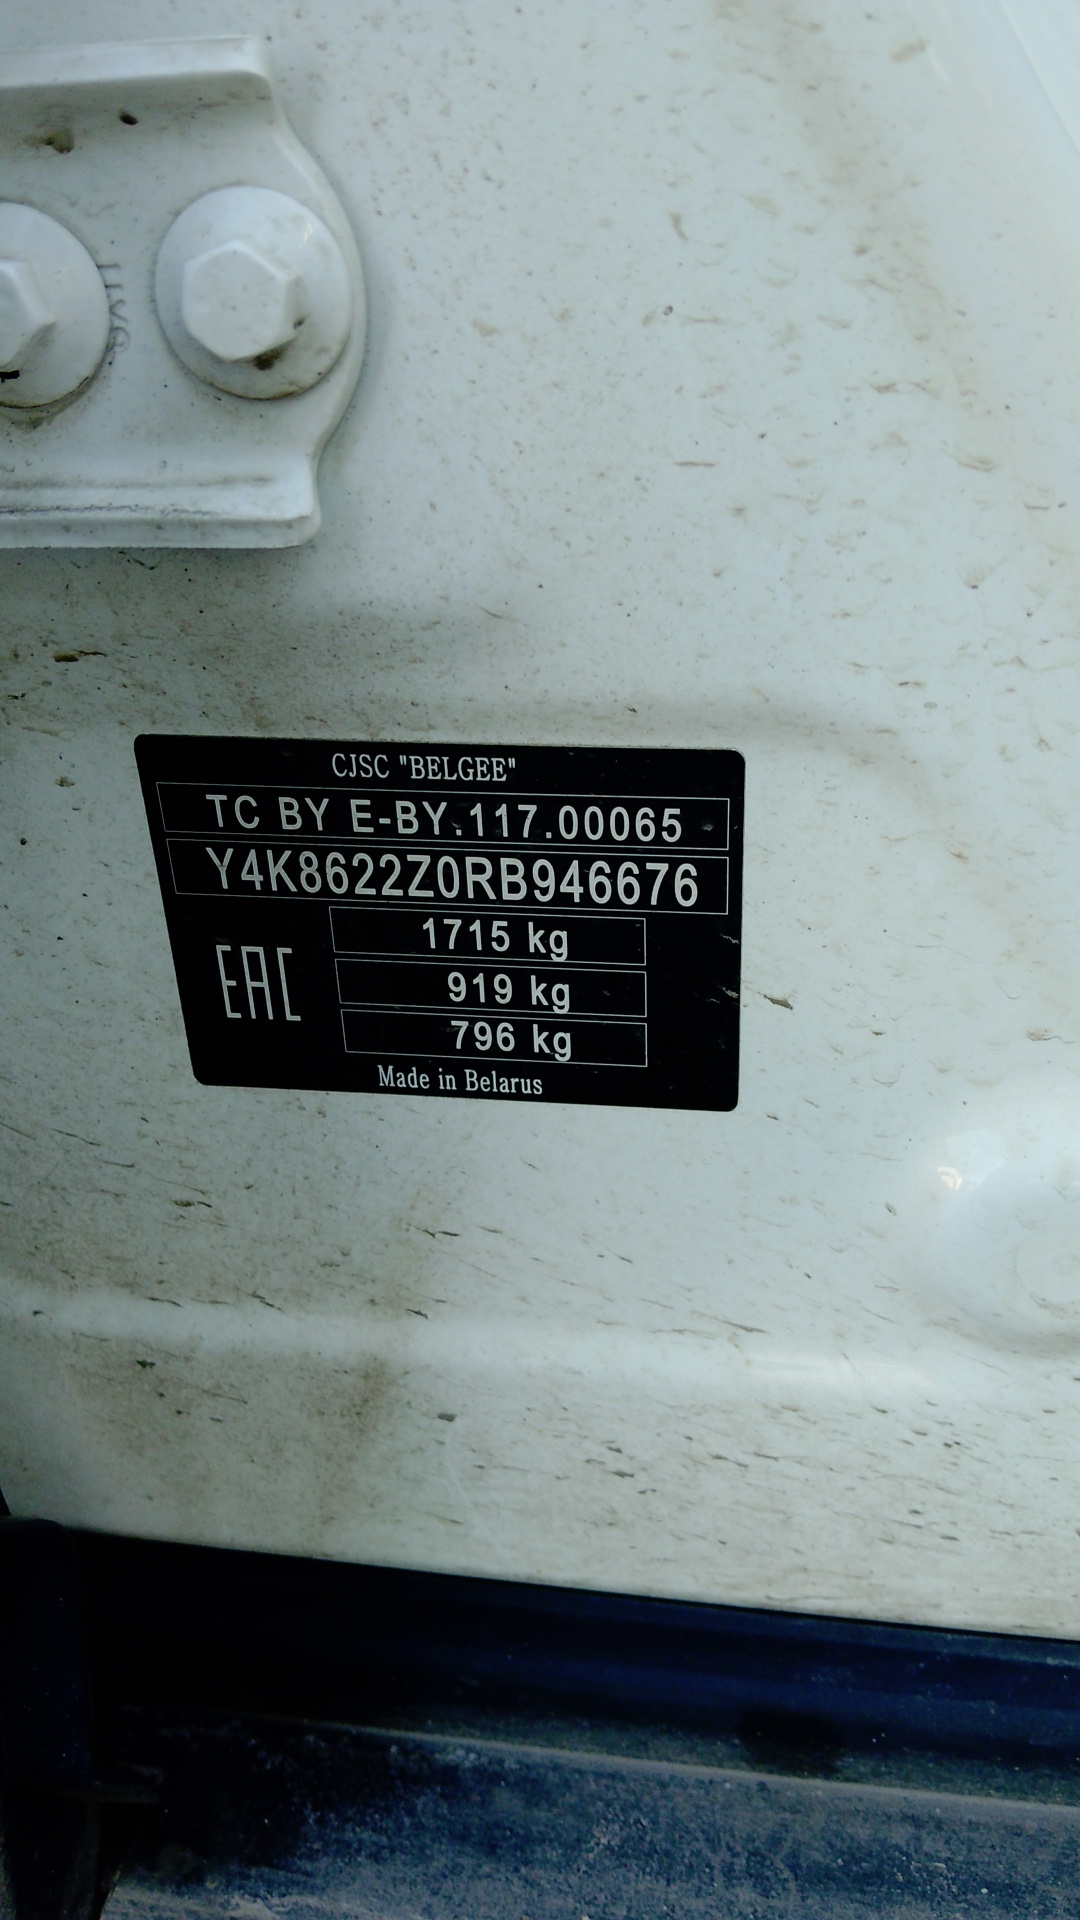 CJSC "BELGEE"
TC BY E-BY.117.00065
Y4K8622Z0RB946676
1715 kg
EAC
919 kg
796 kg
Made in Belarus